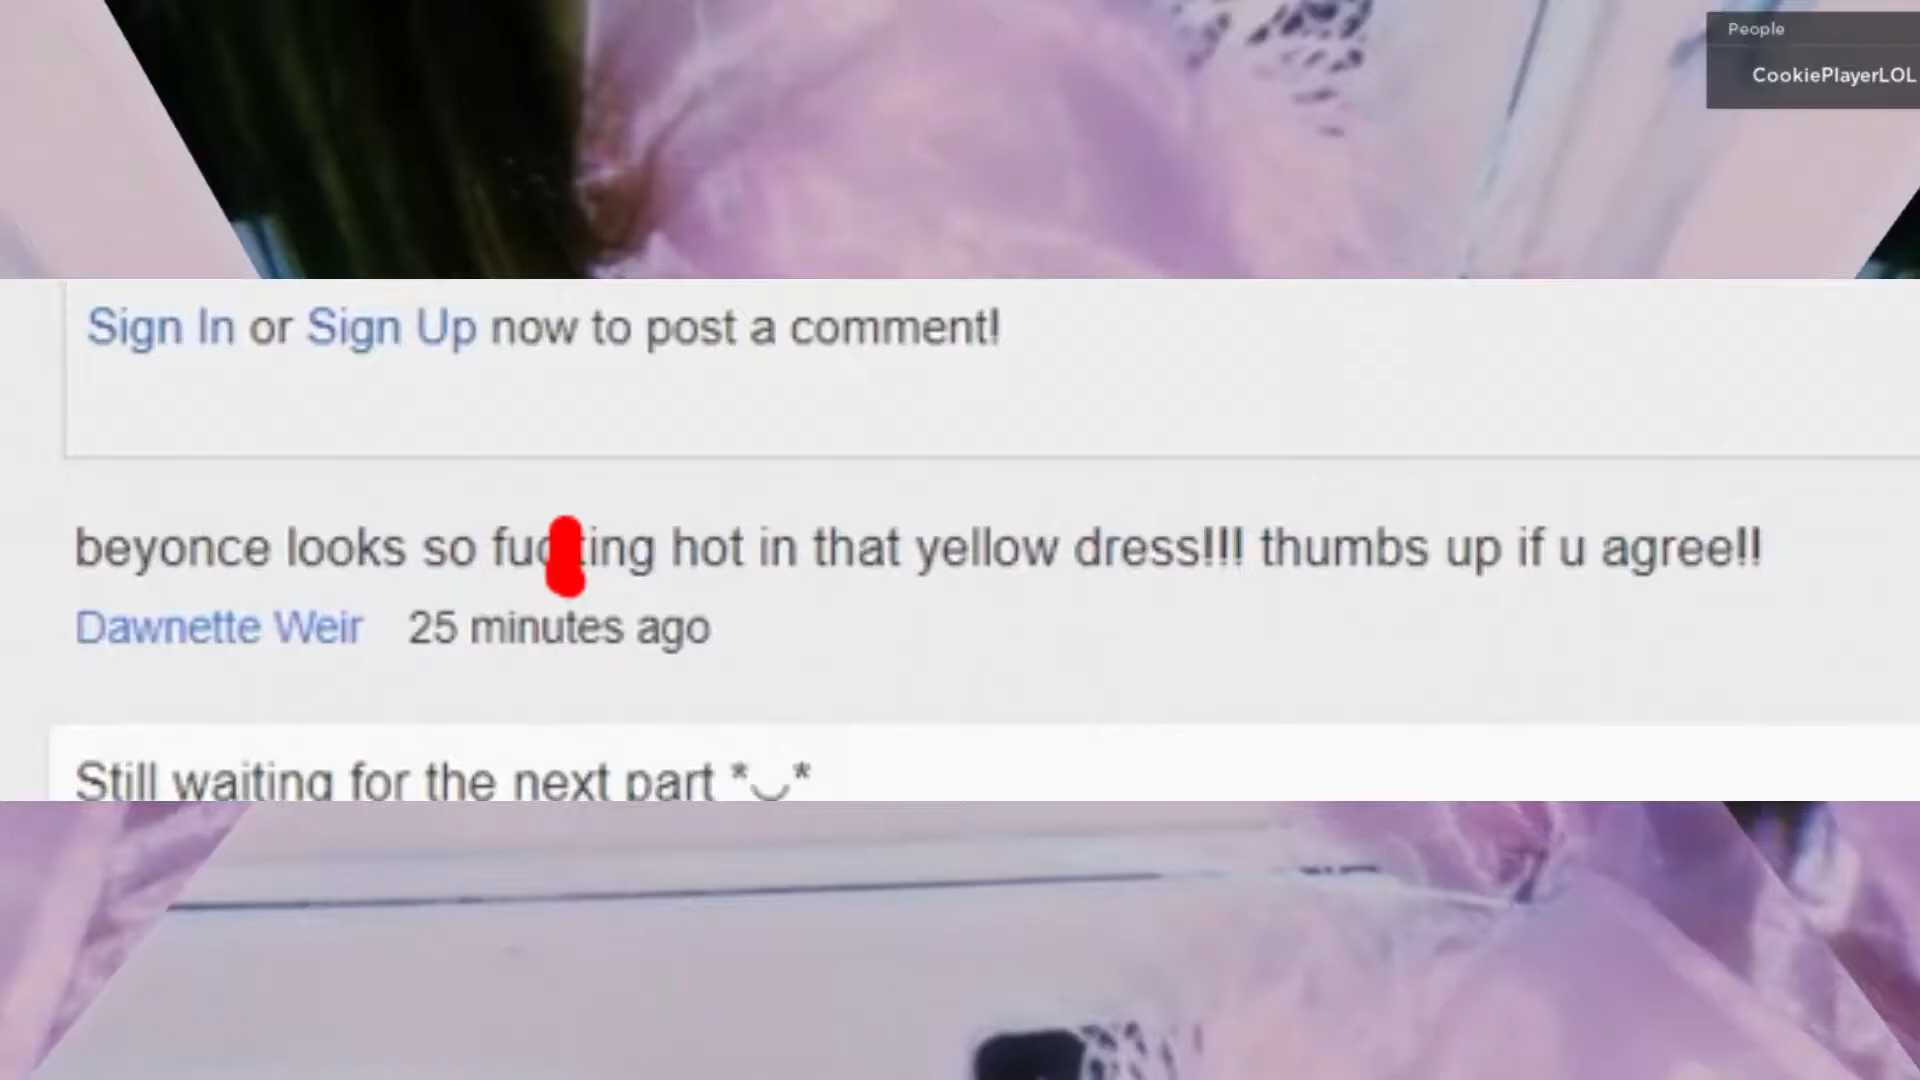 People
CookiePlayerLOL
Sign In or Sign Up now to post a comment!
beyonce looks so fucking hot in that yellow dress!!! thumbs up if u agree!!
Dawnette Weir 25 minutes ago
Still waiting for the next part *◡*